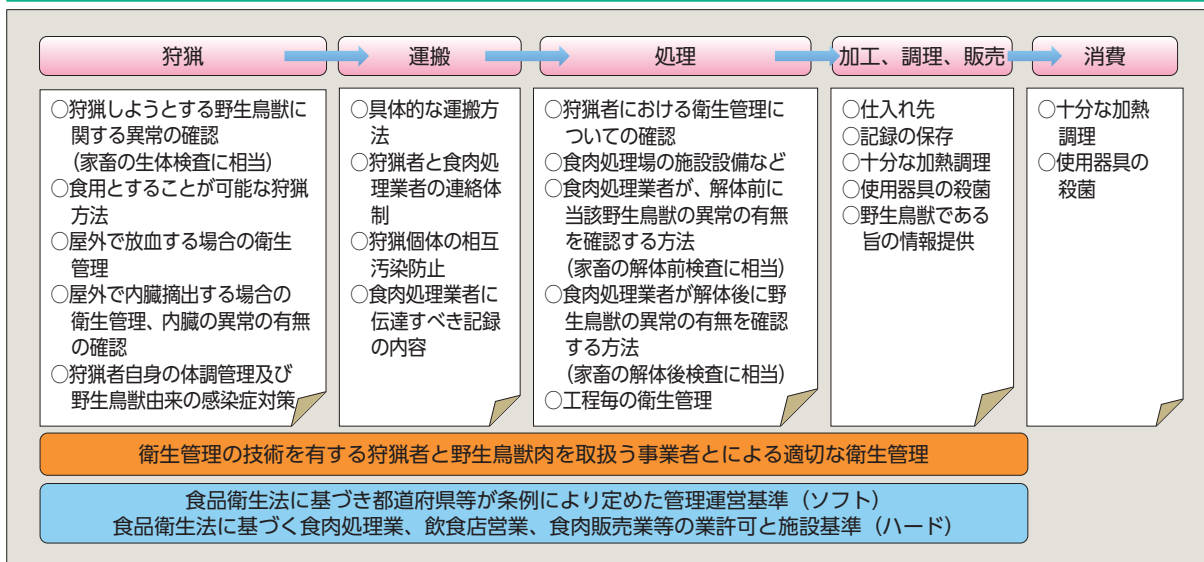 狩猟
運搬
処理
加工、調理、販売
消費
○狩猟しようとする野生鳥獣に
関する異常の確認
(家畜の生体検査に相当)
○食用とすることが可能な狩猟
方法
○屋外で放血する場合の衛生
管理
○屋外で内臓摘出する場合の
衛生管理、内臓の異常の有無
の確認
○狩猟者自身の体調管理及び
野生鳥獣由来の感染症対策
○具体的な運搬方
法
○狩猟者と食肉処
理業者の連絡体
制
○狩猟個体の相互
汚染防止
○食肉処理業者に
伝達すべき記録
の内容
○狩猟者における衛生管理に
ついての確認
○食肉処理場の施設設備など
○食肉処理業者が、解体前に
当該野生鳥獣の異常の有無
を確認する方法
(家畜の解体前検査に相当)
○食肉処理業者が解体後に野
生鳥獣の異常の有無を確認
する方法
(家畜の解体後検査に相当)
○工程毎の衛生管理
○仕入れ先
○記録の保存
○十分な加熱調理
○使用器具の殺菌
○野生鳥獣である
旨の情報提供
○十分な加熱
調理
○使用器具の
殺菌
衛生管理の技術を有する狩猟者と野生鳥獣肉を取扱う事業者とによる適切な衛生管理
食品衛生法に基づき都道府県等が条例により定めた管理運営基準（ソフト）
食品衛生法に基づく食肉処理業、飲食店営業、食肉販売業等の業許可と施設基準（ハード）